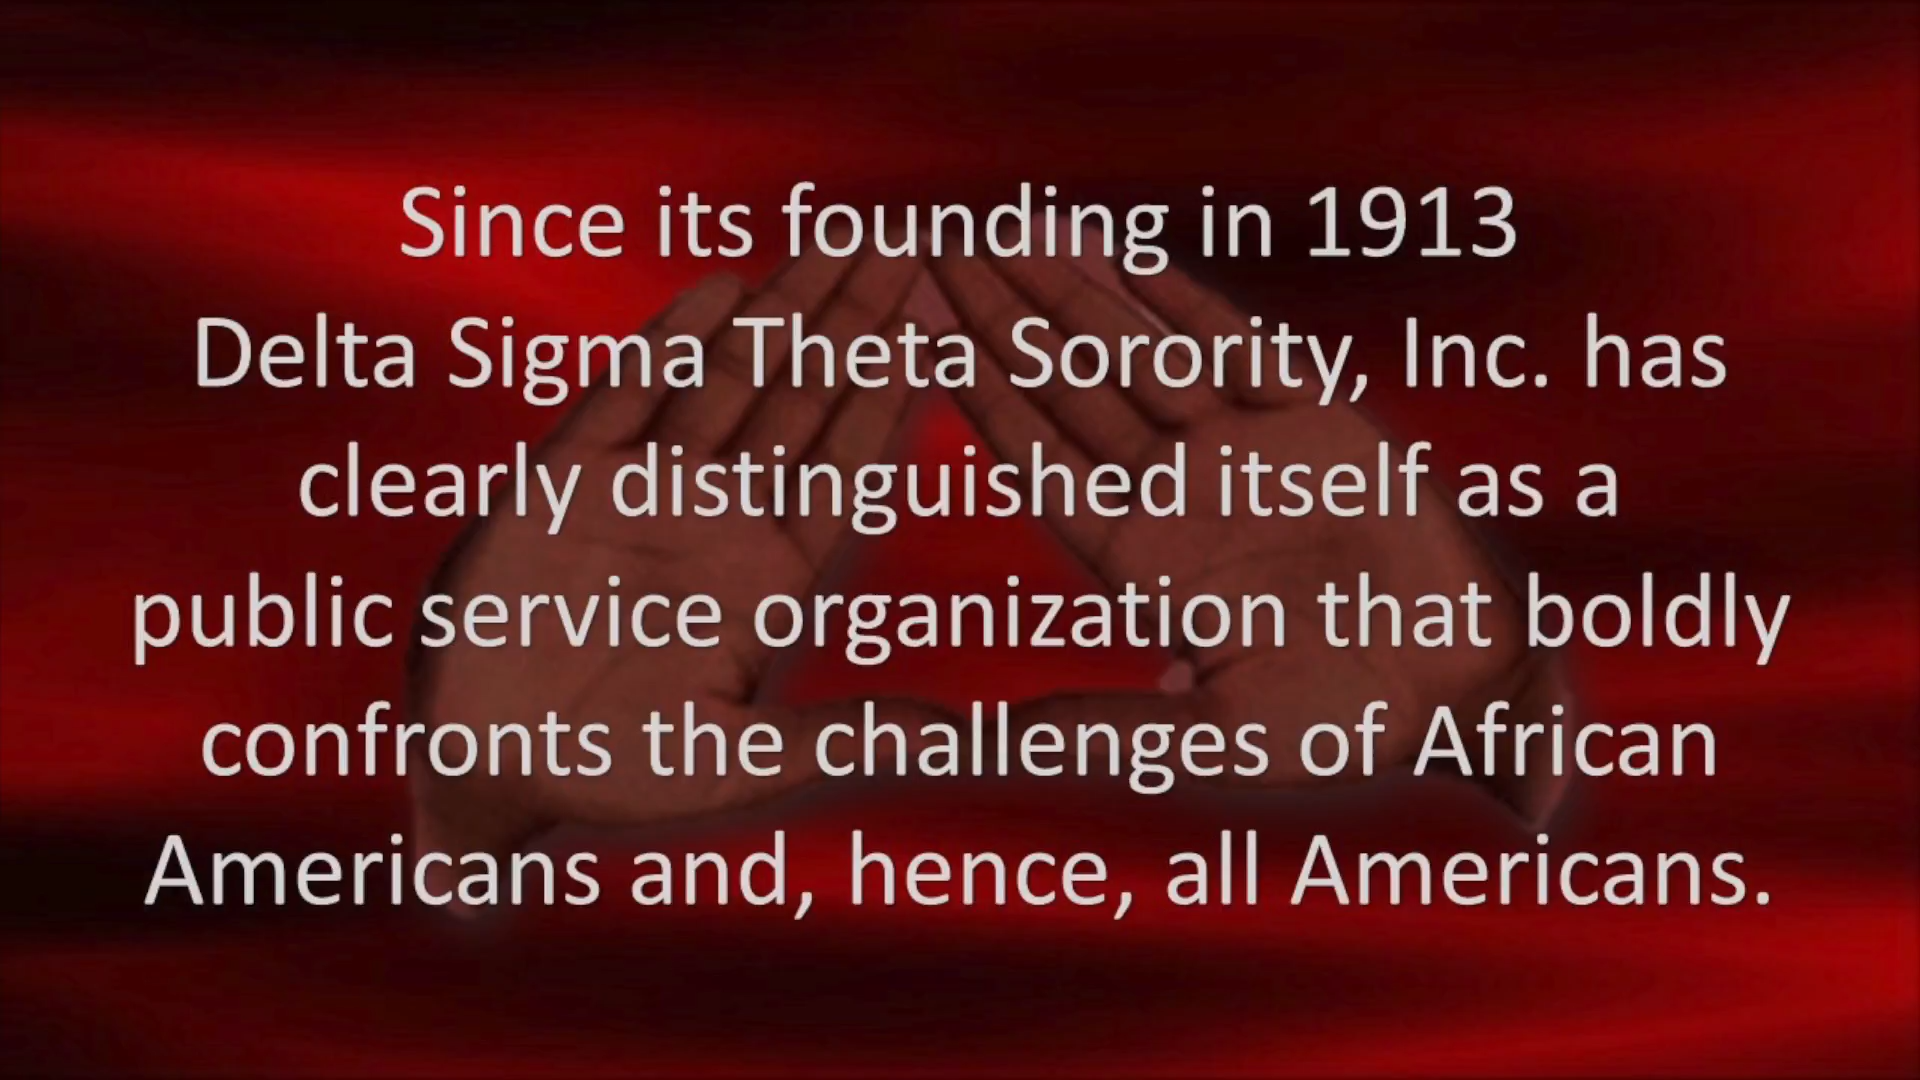 Since its founding in 1913
Delta Sigma Theta Sorority, Inc. has
clearly distinguished itself as a
public service organization that boldly
confronts the challenges of African
Americans and, hence, all Americans.